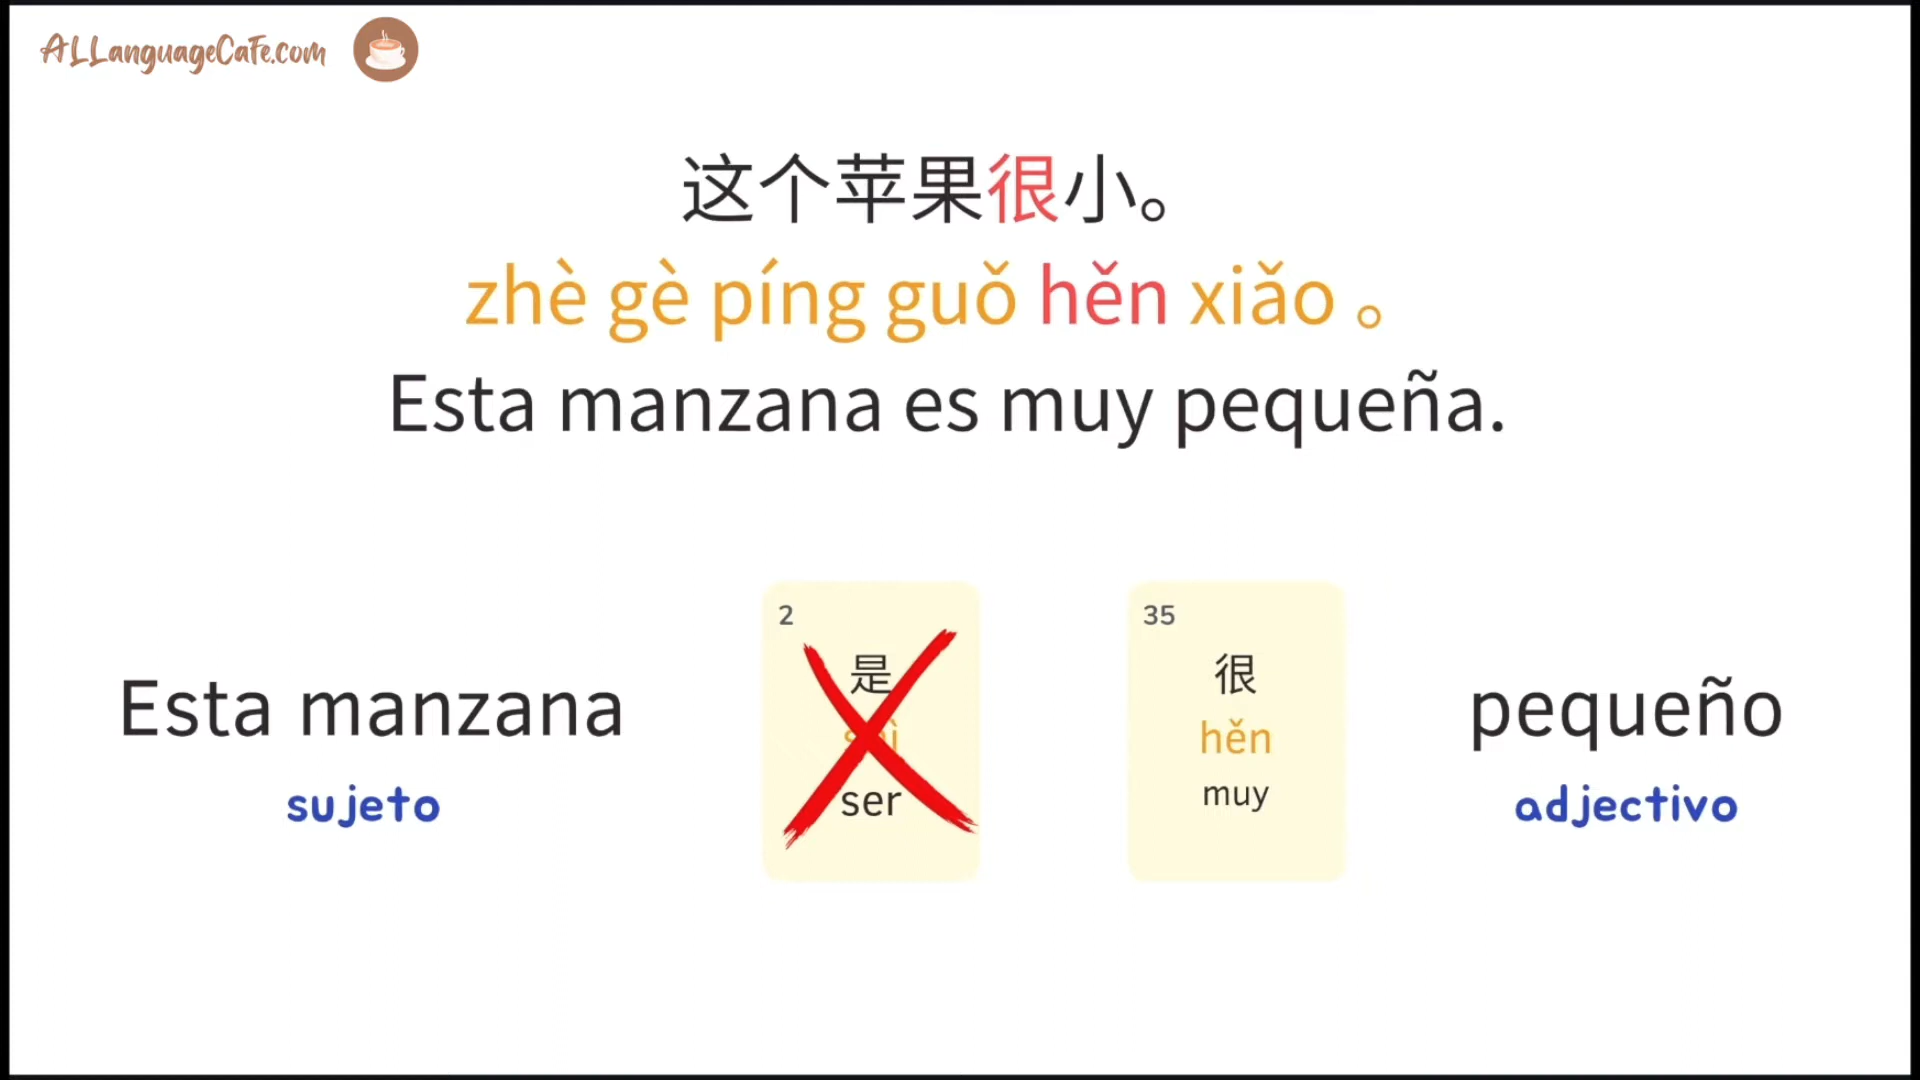 ALLanguageCafe.com
这个苹果很小。
zhè gè píng guǒ hěn xiǎo 。
Esta manzana es muy pequeña.
Esta manzana
sujeto
2
是
ser
35
很
hěn
muy
pequeño
adjectivo